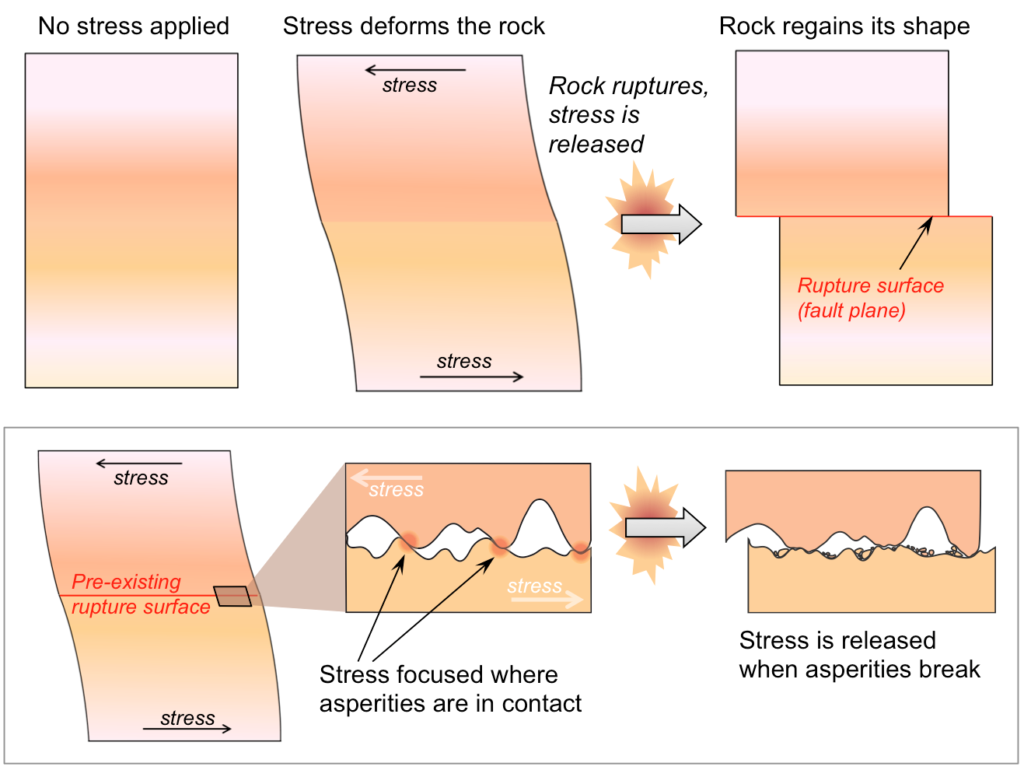 No stress applied
Stress deforms the rock
Rock regains its shape
stress
Rock ruptures,
stress is
released
Rupture surface
(fault plane)
stress
stress
stress
Pre-existing
rupture surface
stress
stress
Stress focused where
asperities are in contact
Stress is released
when asperities break